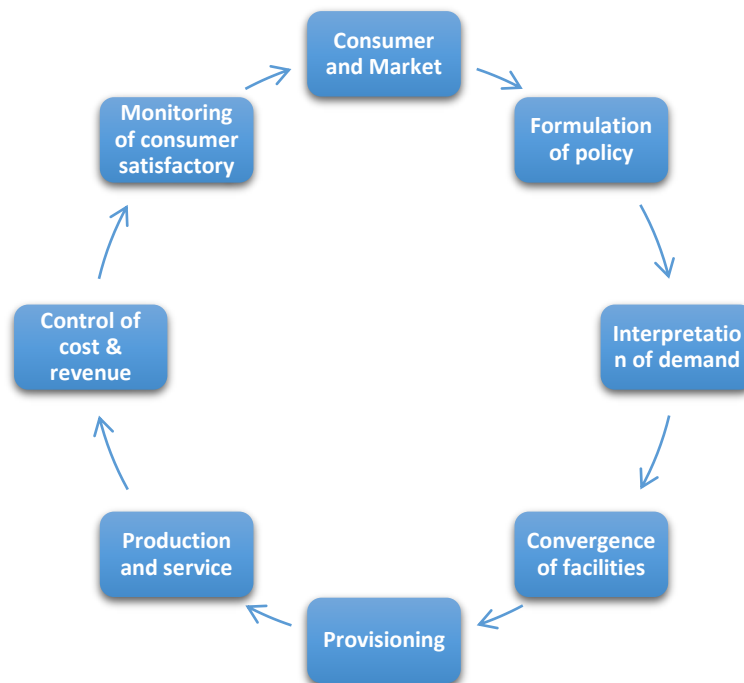 Consumer
and Market
Formulation
of policy
Interpretatio
n of demand
Convergence
of facilities
Provisioning
Production
and service
Control of
cost &
revenue
Monitoring
of consumer
satisfactory